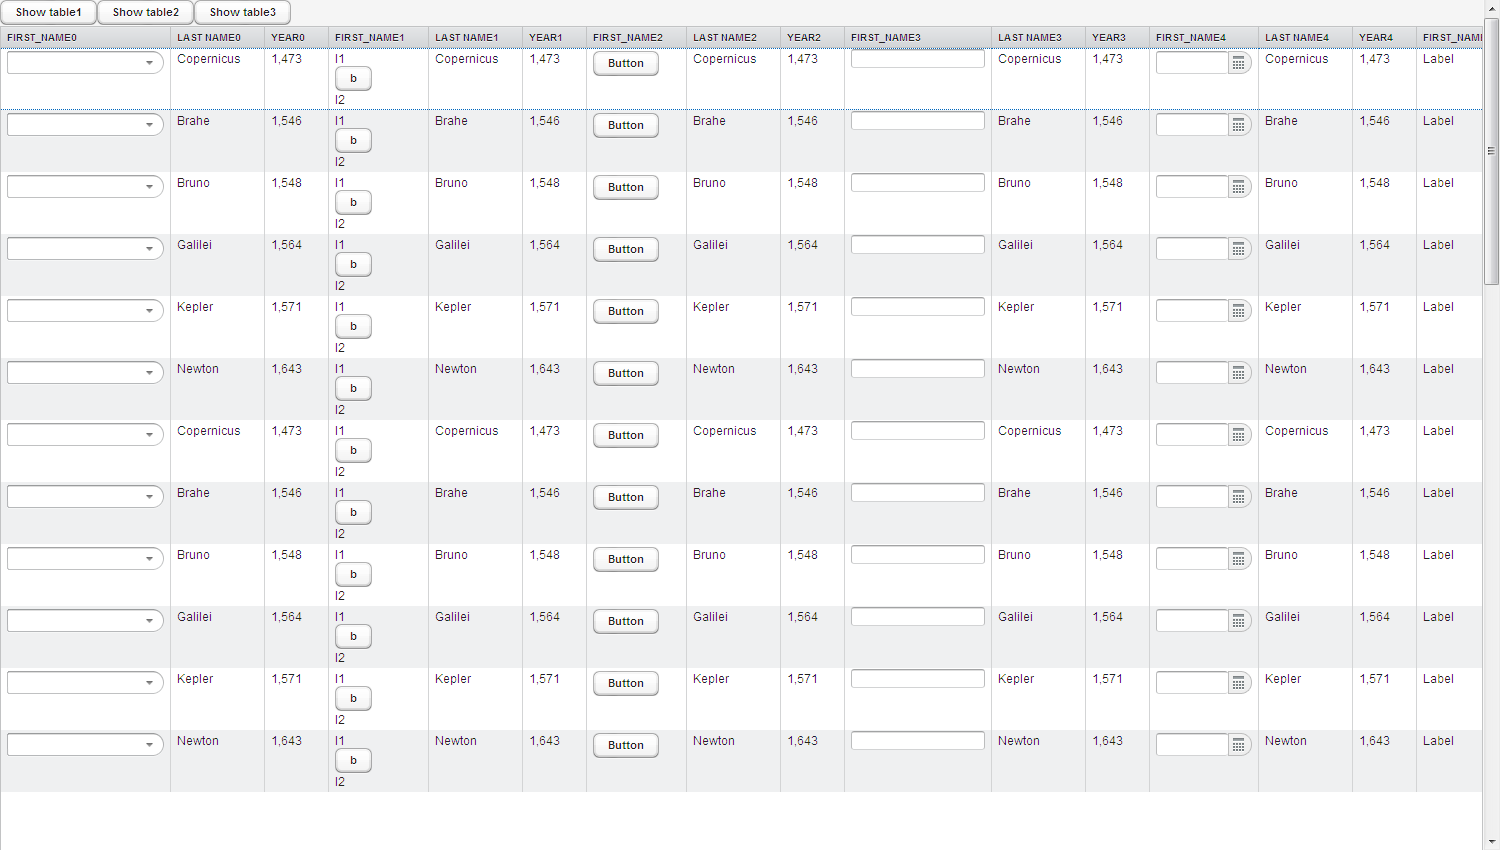 Show table1 Show table2 Show table3
FIRST_NAME0 LAST NAME0 YEAR0 FIRST_NAME1 LAST NAME1 YEAR1 FIRST_NAME2 LAST NAME2 YEAR2 FIRST_NAME3 LAST NAME3 YEAR3 FIRST_NAME4 LAST NAME4 YEAR4 FIRST_NAM
Copernicus 1,473 l1 Copernicus 1,473 Button Copernicus 1,473 Copernicus 1,473 Copernicus 1,473 Label
b
l2
Brahe 1,546 l1 Brahe 1,546 Button Brahe 1,546 Brahe 1,546 Brahe 1,546 Label
b
l2
Bruno 1,548 l1 Bruno 1,548 Button Bruno 1,548 Bruno 1,548 Bruno 1,548 Label
b
l2
Galilei 1,564 l1 Galilei 1,564 Button Galilei 1,564 Galilei 1,564 Galilei 1,564 Label
b
l2
Kepler 1,571 l1 Kepler 1,571 Button Kepler 1,571 Kepler 1,571 Kepler 1,571 Label
b
l2
Newton 1,643 l1 Newton 1,643 Button Newton 1,643 Newton 1,643 Newton 1,643 Label
b
l2
Copernicus 1,473 l1 Copernicus 1,473 Button Copernicus 1,473 Copernicus 1,473 Copernicus 1,473 Label
b
l2
Brahe 1,546 l1 Brahe 1,546 Button Brahe 1,546 Brahe 1,546 Brahe 1,546 Label
b
l2
Bruno 1,548 l1 Bruno 1,548 Button Bruno 1,548 Bruno 1,548 Bruno 1,548 Label
b
l2
Galilei 1,564 l1 Galilei 1,564 Button Galilei 1,564 Galilei 1,564 Galilei 1,564 Label
b
l2
Kepler 1,571 l1 Kepler 1,571 Button Kepler 1,571 Kepler 1,571 Kepler 1,571 Label
b
l2
Newton 1,643 l1 Newton 1,643 Button Newton 1,643 Newton 1,643 Newton 1,643 Label
b
l2